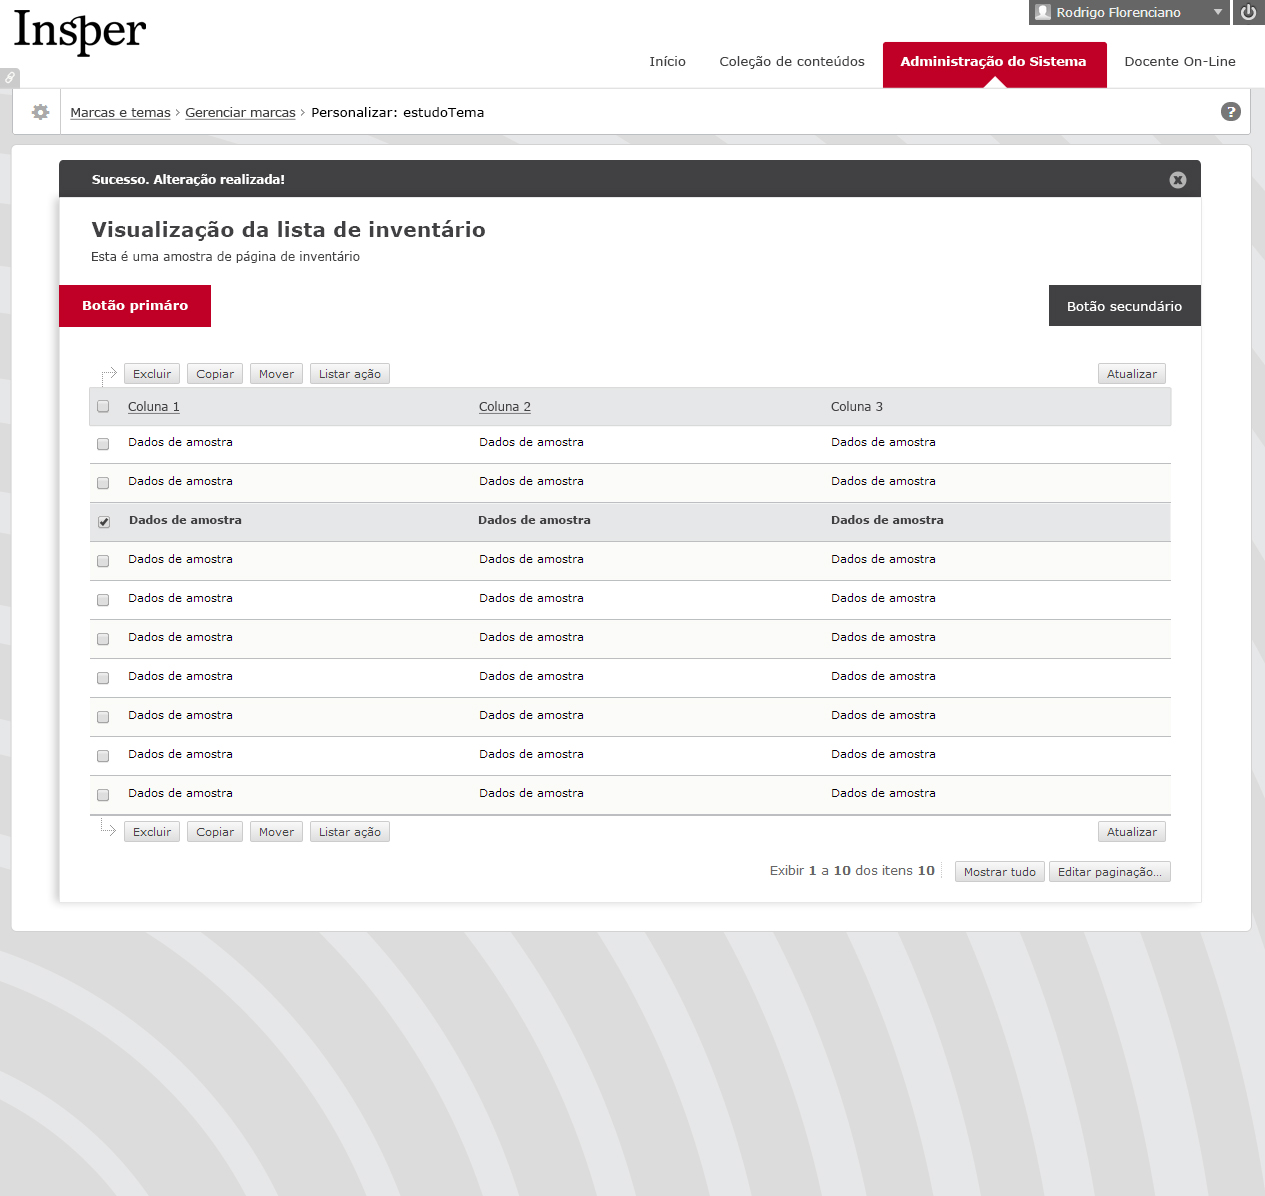 Rodrigo Florenciano
Insper
Início Coleção de conteúdos Administração do Sistema Docente On-Line
Marcas e temas › Gerenciar marcas › Personalizar: estudoTema ?
Sucesso. Alteração realizada!
Visualização da lista de inventário
Esta é uma amostra de página de inventário
Botão primáro Botão secundário
Excluir Copiar Mover Listar ação Atualizar
Coluna 1 Coluna 2 Coluna 3
Dados de amostra Dados de amostra Dados de amostra
Dados de amostra Dados de amostra Dados de amostra
Dados de amostra Dados de amostra Dados de amostra
Dados de amostra Dados de amostra Dados de amostra
Dados de amostra Dados de amostra Dados de amostra
Dados de amostra Dados de amostra Dados de amostra
Dados de amostra Dados de amostra Dados de amostra
Dados de amostra Dados de amostra Dados de amostra
Dados de amostra Dados de amostra Dados de amostra
Dados de amostra Dados de amostra Dados de amostra
Excluir Copiar Mover Listar ação Atualizar
Exibir 1 a 10 dos itens 10 Mostrar tudo Editar paginação...